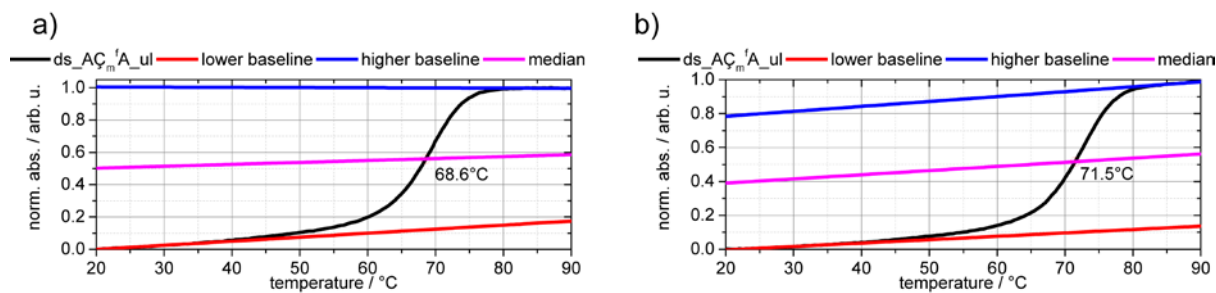 a)
ds_AÇₘᶠA_ul lower baseline higher baseline median
norm. abs. / arb. u.
1.0
0.8
0.6
0.4
0.2
0.0
68.6°C
20 30 40 50 60 70 80 90
temperature / °C
b)
ds_AÇₘᶠA_ul lower baseline higher baseline median
norm. abs. / arb. u.
1.0
0.8
0.6
0.4
0.2
0.0
71.5°C
20 30 40 50 60 70 80 90
temperature / °C